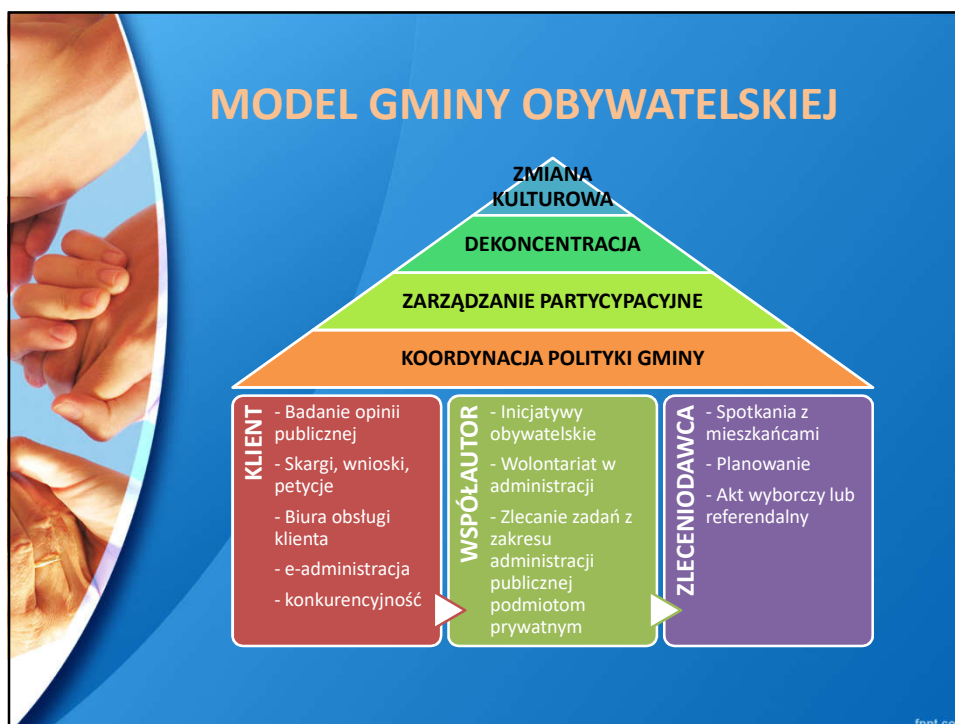 MODEL GMINY OBYWATELSKIEJ
ZMIANA
KULTUROWA
DEKONCENTRACJA
ZARZĄDZANIE PARTYCYPACYJNE
KOORDYNACJA POLITYKI GMINY
KLIENT
- Badanie opinii
publicznej
- Skargi, wnioski,
petycje
- Biura obsługi
klienta
- e-administracja
- konkurencyjność
WSPÓŁAUTOR
- Inicjatywy
obywatelskie
- Wolontariat w
administracji
- Zlecanie zadań z
zakresu
administracji
publicznej
podmiotom
prywatnym
ZLECENIODAWCA
- Spotkania z
mieszkańcami
- Planowanie
- Akt wyborczy lub
referendalny